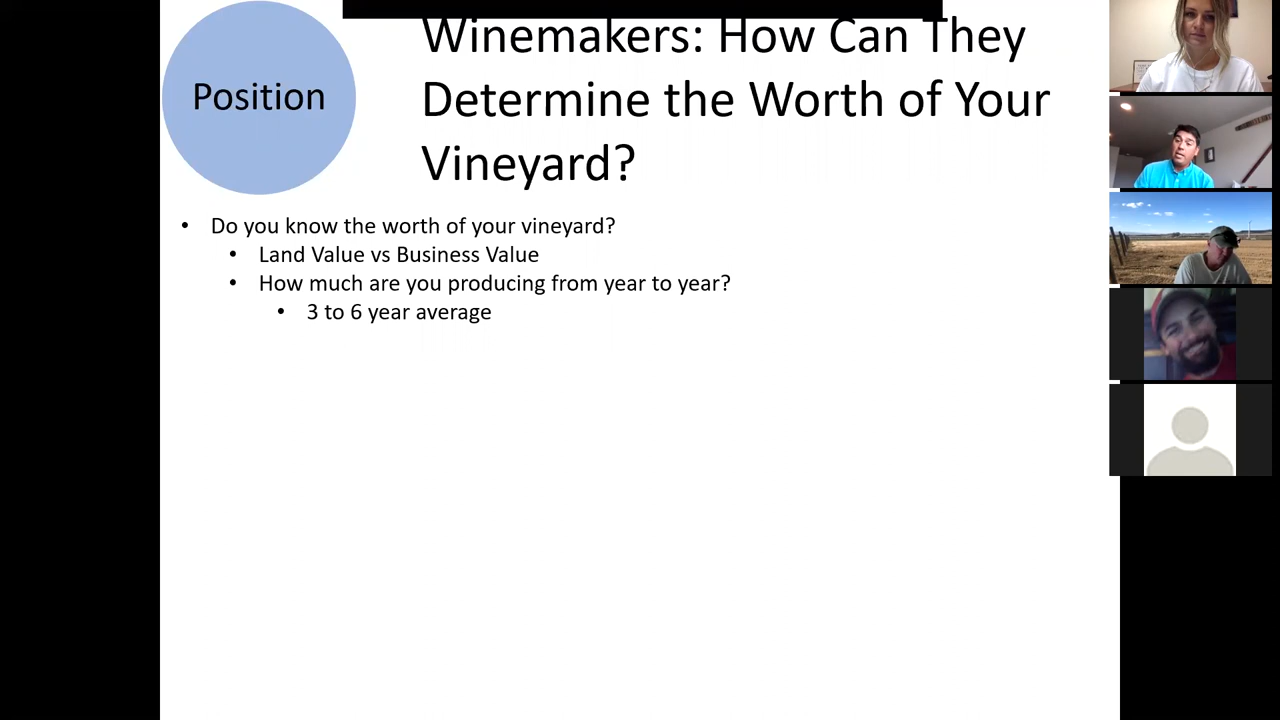 Position
Winemakers: How Can They
Determine the Worth of Your
Vineyard?
• Do you know the worth of your vineyard?
• Land Value vs Business Value
• How much are you producing from year to year?
• 3 to 6 year average